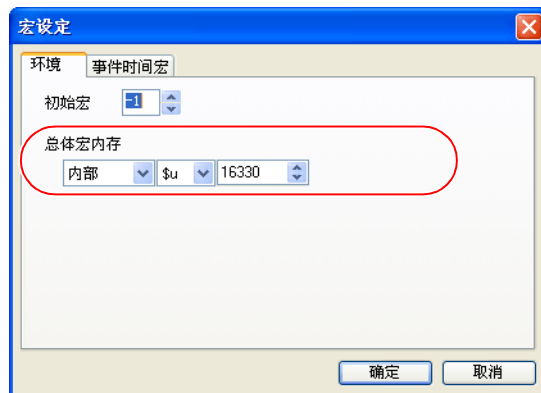 宏设定
环境 事件时间宏
初始宏 -1
总体宏内存
内部 $u 16330
确定 取消